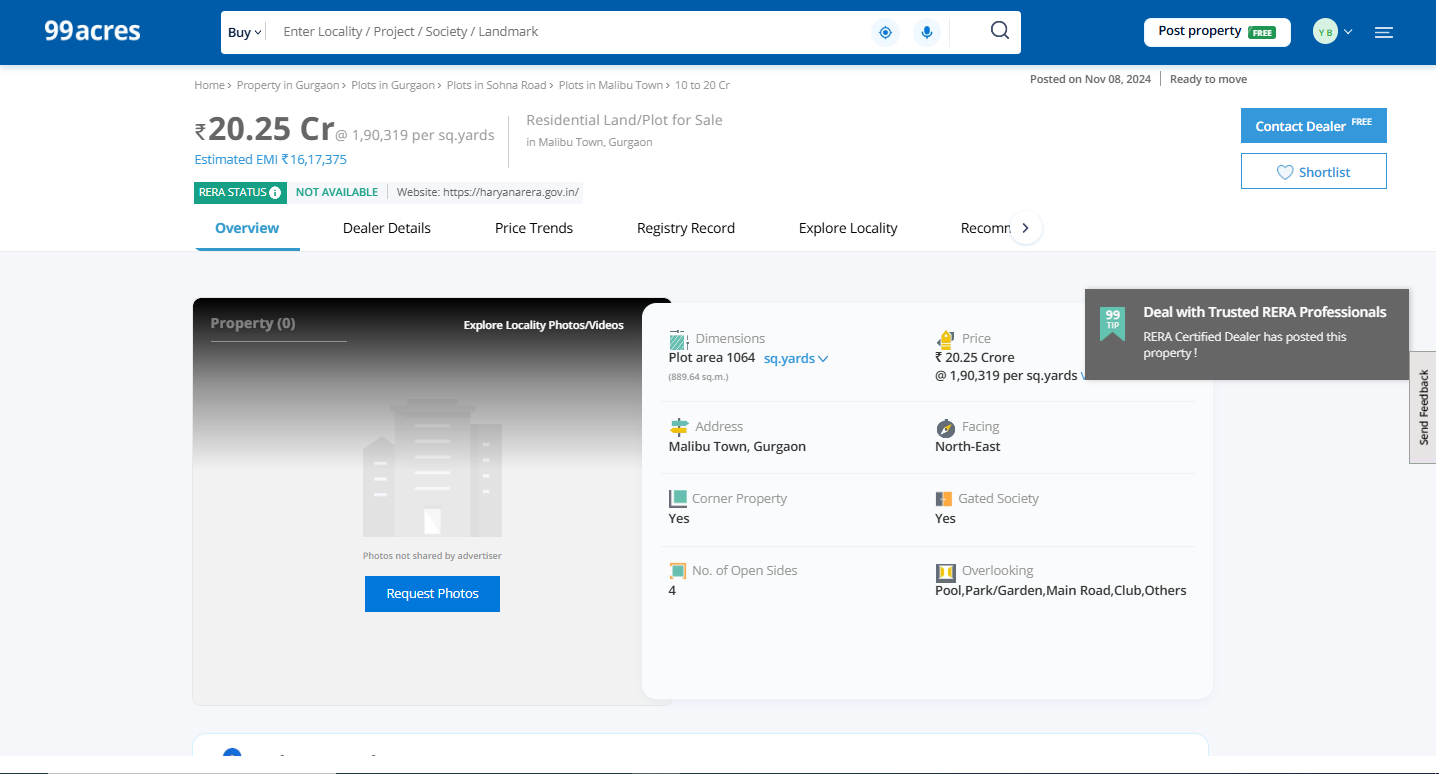 99acres
Buy
Enter Locality / Project / Society / Landmark
Post property FREE
Y B
Home › Property in Gurgaon › Plots in Gurgaon › Plots in Sohna Road › Plots in Malibu Town › 10 to 20 Cr
Posted on Nov 08, 2024 | Ready to move
₹20.25 Cr@ 1,90,319 per sq.yards
Estimated EMI ₹16,17,375
Residential Land/Plot for Sale
in Malibu Town, Gurgaon
Contact Dealer FREE
Shortlist
RERA STATUS NOT AVAILABLE Website: https://haryanarera.gov.in/
Overview Dealer Details Price Trends Registry Record Explore Locality Recomm
Property (0)
Explore Locality Photos/Videos
Photos not shared by advertiser
Request Photos
Dimensions
Plot area 1064 sq.yards
(889.64 sq.m.)
Price
₹ 20.25 Crore
@ 1,90,319 per sq.yards
Address
Malibu Town, Gurgaon
Facing
North-East
Corner Property
Yes
Gated Society
Yes
No. of Open Sides
4
Overlooking
Pool,Park/Garden,Main Road,Club,Others
99
TIP
Deal with Trusted RERA Professionals
RERA Certified Dealer has posted this
property !
Send Feedback